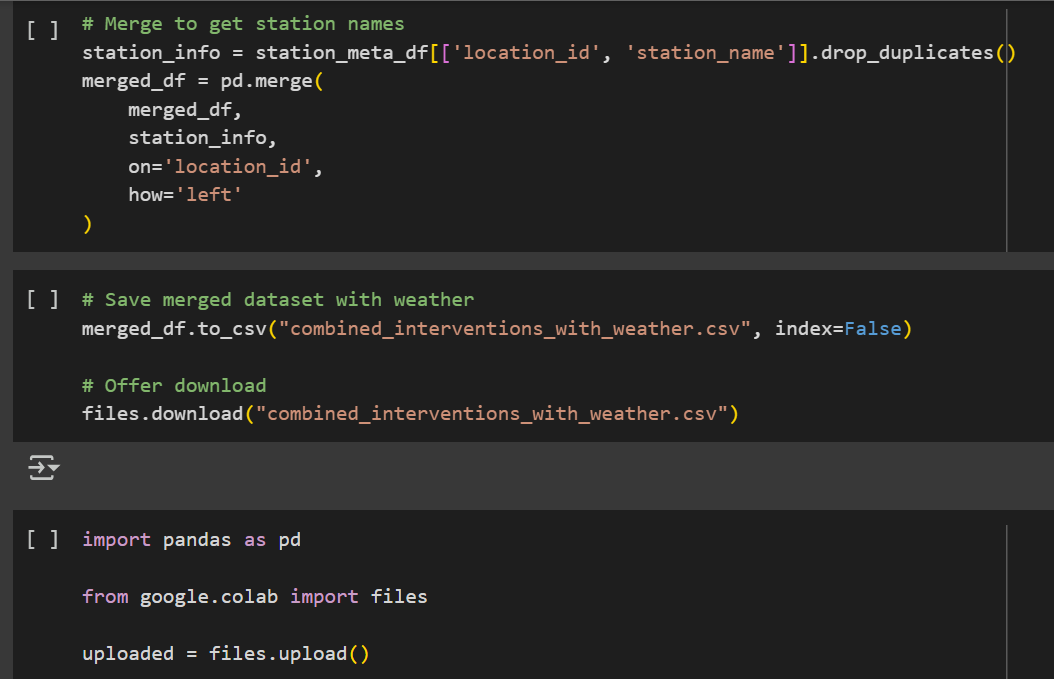 [ ] # Merge to get station names
station_info = station_meta_df[['location_id', 'station_name']].drop_duplicates()
merged_df = pd.merge(
    merged_df,
    station_info,
    on='location_id',
    how='left'
)
[ ] # Save merged dataset with weather
merged_df.to_csv("combined_interventions_with_weather.csv", index=False)
# Offer download
files.download("combined_interventions_with_weather.csv")
[ ] import pandas as pd
from google.colab import files
uploaded = files.upload()